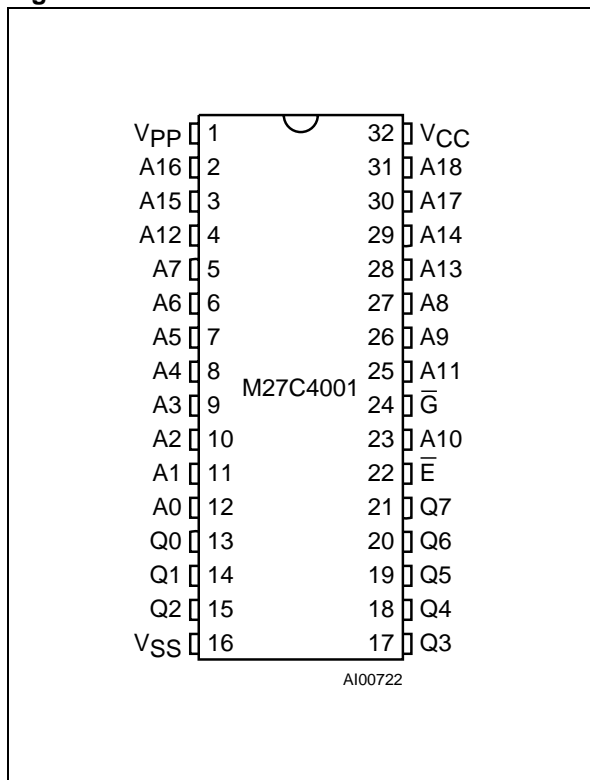 VPP 1 32 VCC
A16 2 31 A18
A15 3 30 A17
A12 4 29 A14
A7 5 28 A13
A6 6 27 A8
A5 7 26 A9
A4 8 25 A11
M27C4001
A3 9 24 G̅
A2 10 23 A10
A1 11 22 E̅
A0 12 21 Q7
Q0 13 20 Q6
Q1 14 19 Q5
Q2 15 18 Q4
VSS 16 17 Q3
AI00722